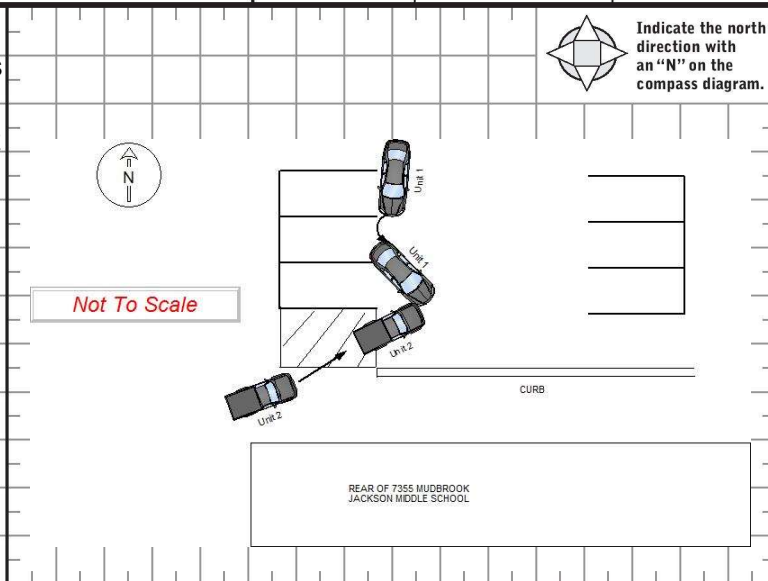 Indicate the north
direction with
an “N” on the
compass diagram.
N
Unit 1
Unit 1
Not To Scale
Unit 2
Unit 2
CURB
REAR OF 7355 MUDBROOK
JACKSON MIDDLE SCHOOL